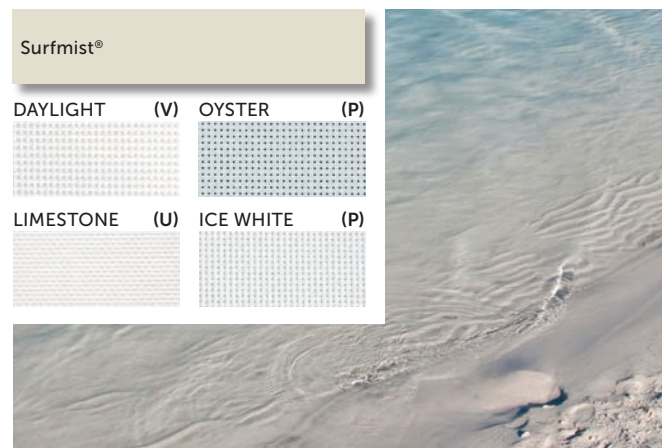 Surfmist®
DAYLIGHT (V) OYSTER (P)
LIMESTONE (U) ICE WHITE (P)